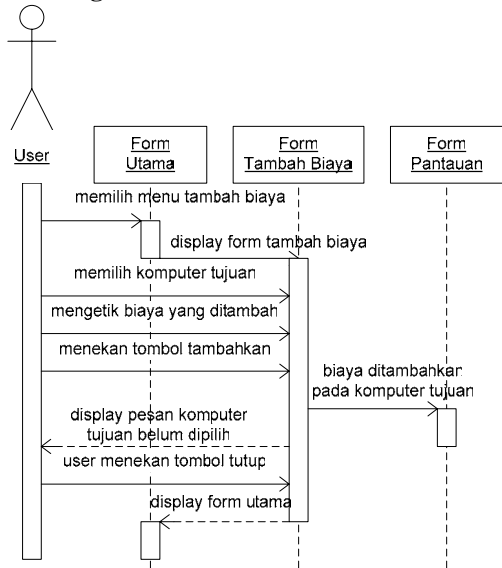 User
Form
Utama
Form
Tambah Biaya
Form
Pantauan
memilih menu tambah biaya
display form tambah biaya
memilih komputer tujuan
mengetik biaya yang ditambah
menekan tombol tambahkan
biaya ditambahkan
pada komputer tujuan
display pesan komputer
tujuan belum dipilih
user menekan tombol tutup
display form utama